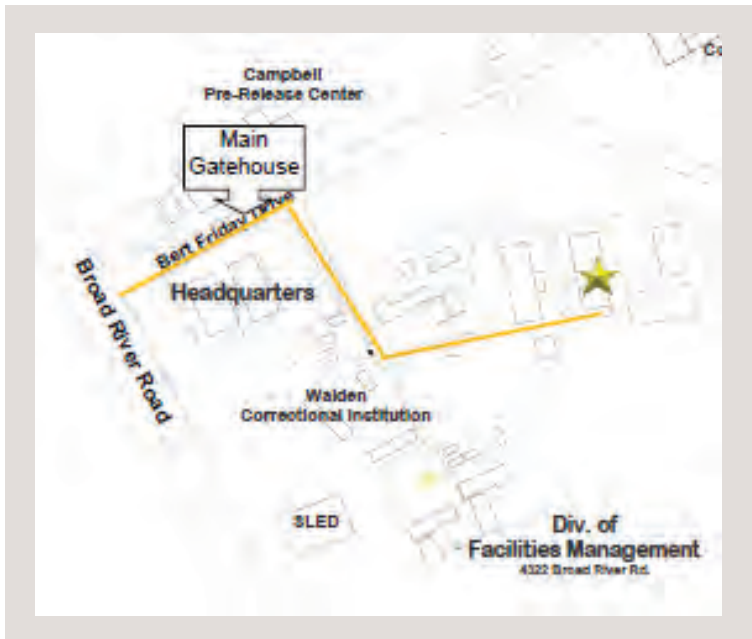 Campbell
Pre-Release Center
Main
Gatehouse
Bert Friday Drive
Headquarters
Broad River Road
Walden
Correctional Institution
SLED
Div. of
Facilities Management
4322 Broad River Rd.